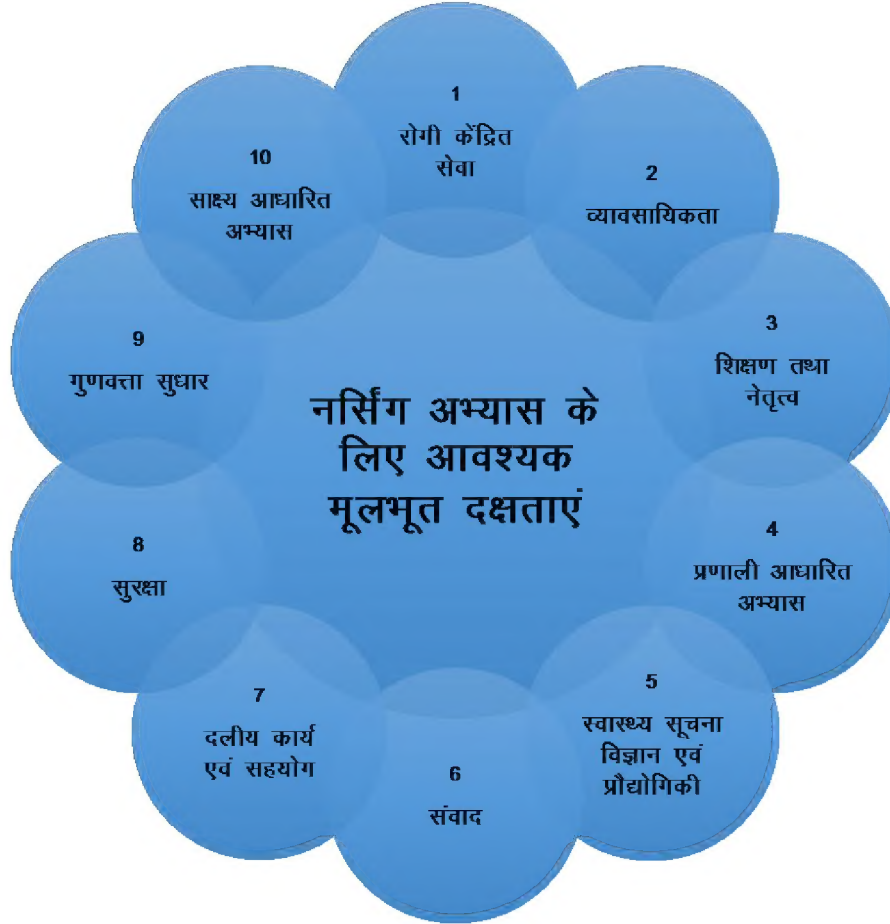 नर्सिंग अभ्यास के
लिए आवश्यक
मूलभूत दक्षताएं
1
रोगी केंद्रित
सेवा
2
व्यावसायिकता
3
शिक्षण तथा
नेतृत्व
4
प्रणाली आधारित
अभ्यास
5
स्वास्थ्य सूचना
विज्ञान एवं
प्रौद्योगिकी
6
संवाद
7
दलीय कार्य
एवं सहयोग
8
सुरक्षा
9
गुणवत्ता सुधार
10
साक्ष्य आधारित
अभ्यास